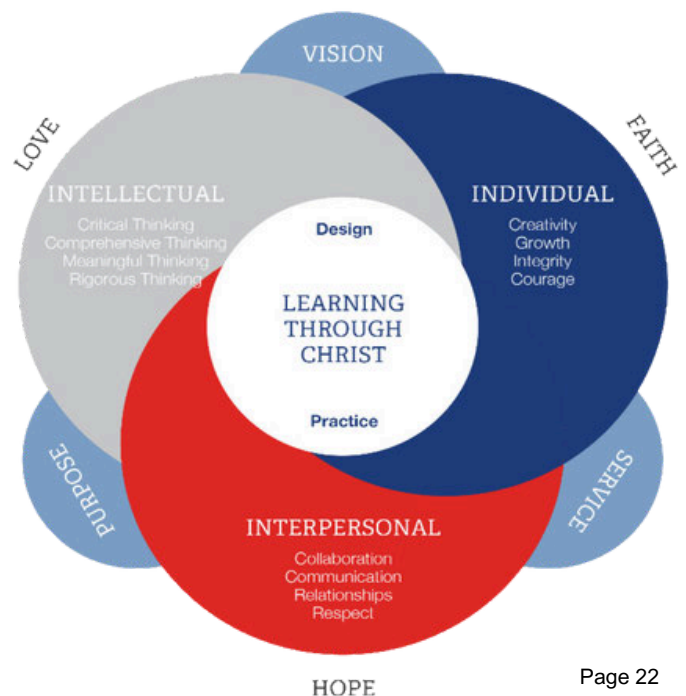 VISION
LOVE
FAITH
INTELLECTUAL
Critical Thinking
Comprehensive Thinking
Meaningful Thinking
Rigorous Thinking
INDIVIDUAL
Creativity
Growth
Integrity
Courage
Design
LEARNING
THROUGH
CHRIST
Practice
PURPOSE
SERVICE
INTERPERSONAL
Collaboration
Communication
Relationships
Respect
HOPE
Page 22